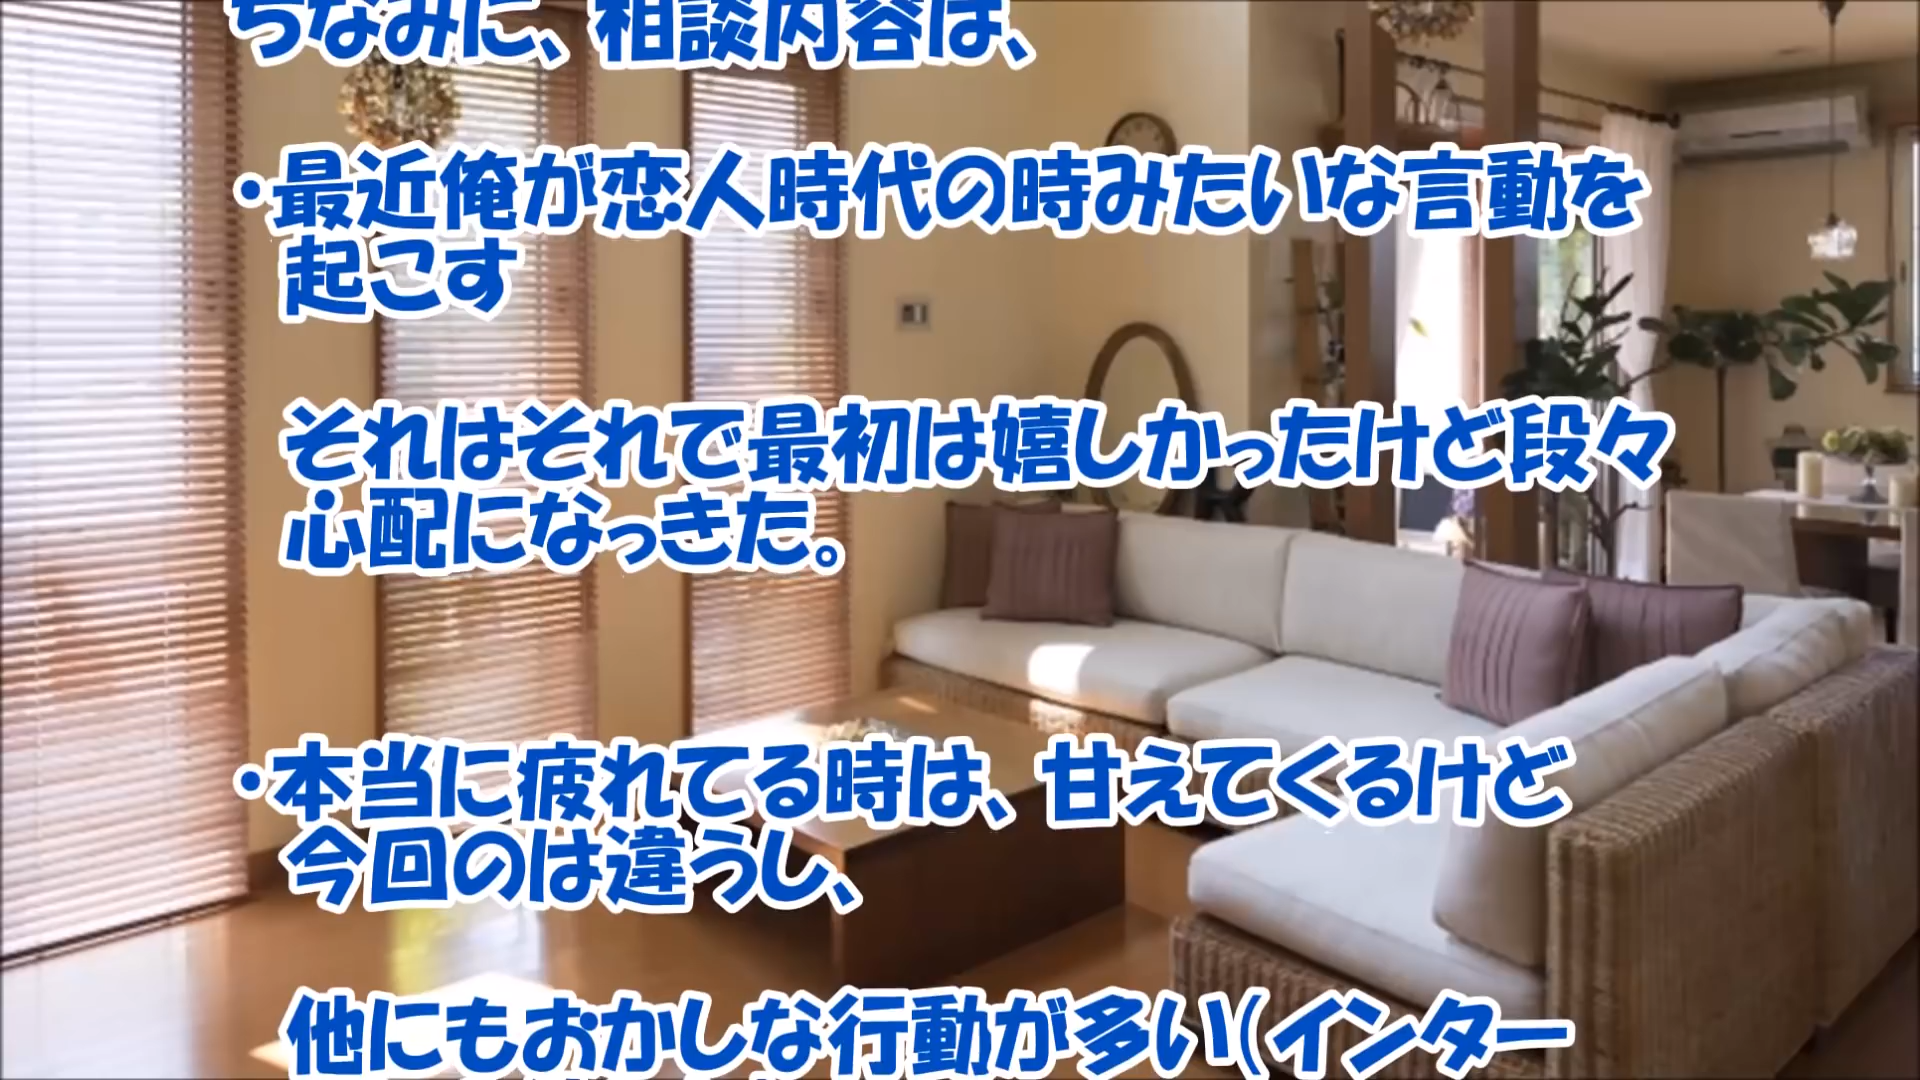 ちなみに、相談内容は、
・最近俺が恋人時代の時みたいな言動を
起こす
それはそれで最初は嬉しかったけど段々
心配になっきた。
・本当に疲れてる時は、甘えてくるけど
今回のは違うし、
他にもおかしな行動が多い（インター